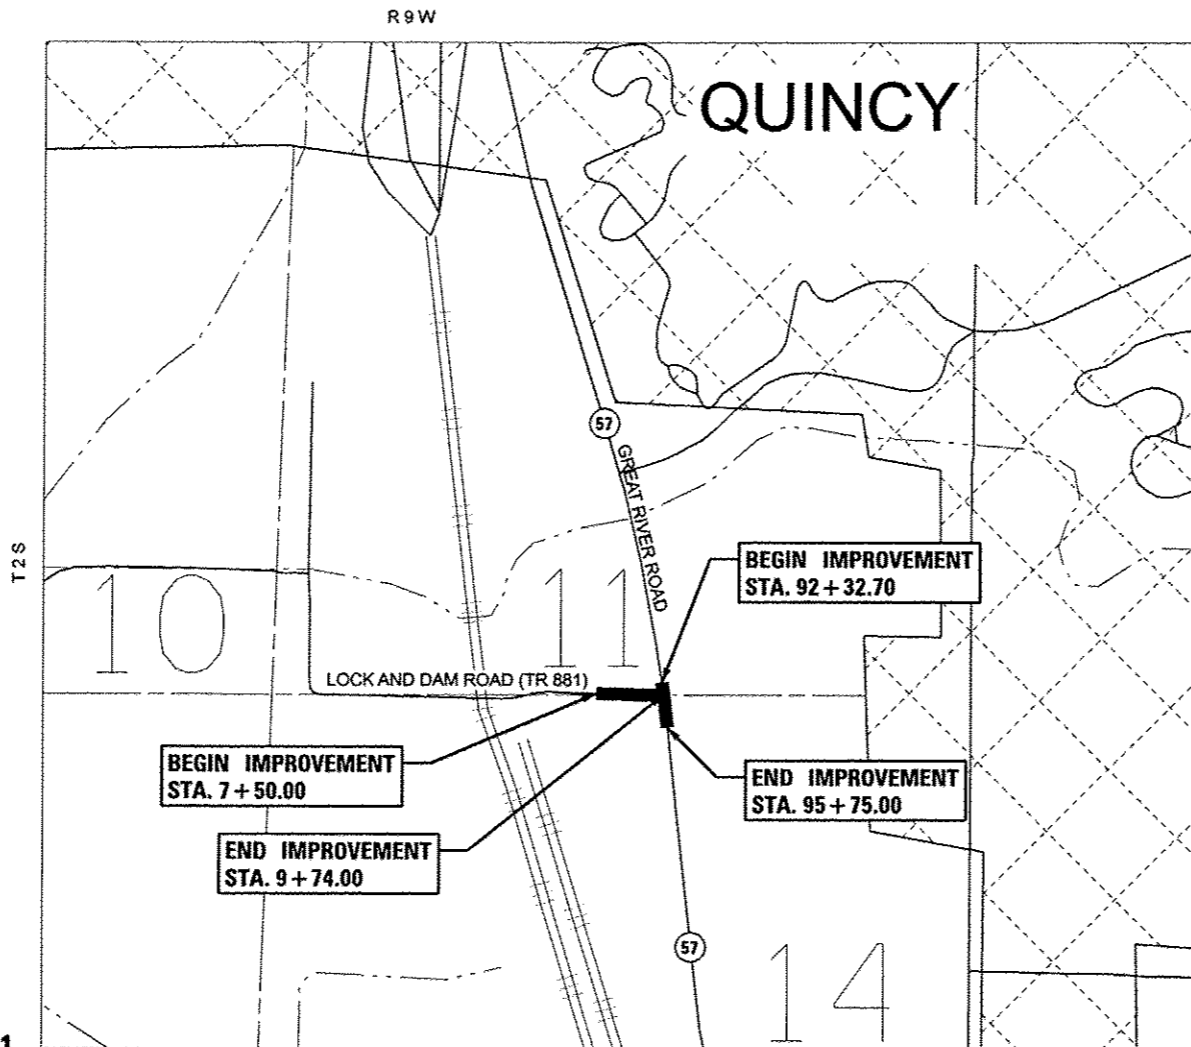 R 9 W
QUINCY
57
GREAT RIVER ROAD
T 2 S
BEGIN IMPROVEMENT
STA. 92 + 32.70
10
11
LOCK AND DAM ROAD (TR 881)
BEGIN IMPROVEMENT
STA. 7 + 50.00
END IMPROVEMENT
STA. 95 + 75.00
END IMPROVEMENT
STA. 9 + 74.00
57
14
1